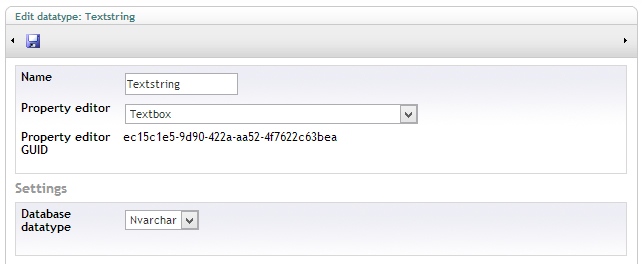 Edit datatype: Textstring
Name Textstring
Property editor Textbox
Property editor GUID ec15c1e5-9d90-422a-aa52-4f7622c63bea
Settings
Database datatype Nvarchar